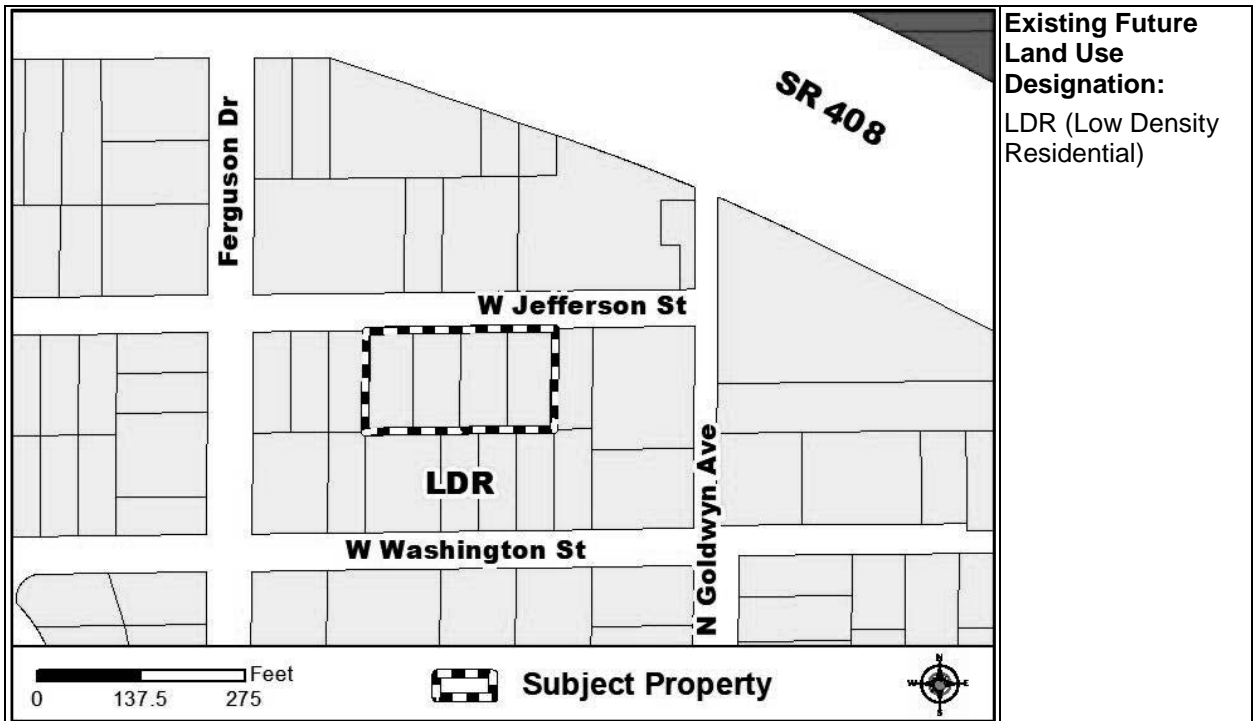 Existing Future
Land Use
Designation:
LDR (Low Density
Residential)
SR 408
Ferguson Dr
W Jefferson St
LDR
N Goldwyn Ave
W Washington St
Feet
0 137.5 275
Subject Property
N
W E
S